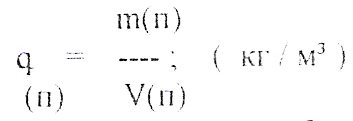 m(п)
q = ----; ( кг / м³ )
(п) V(п)